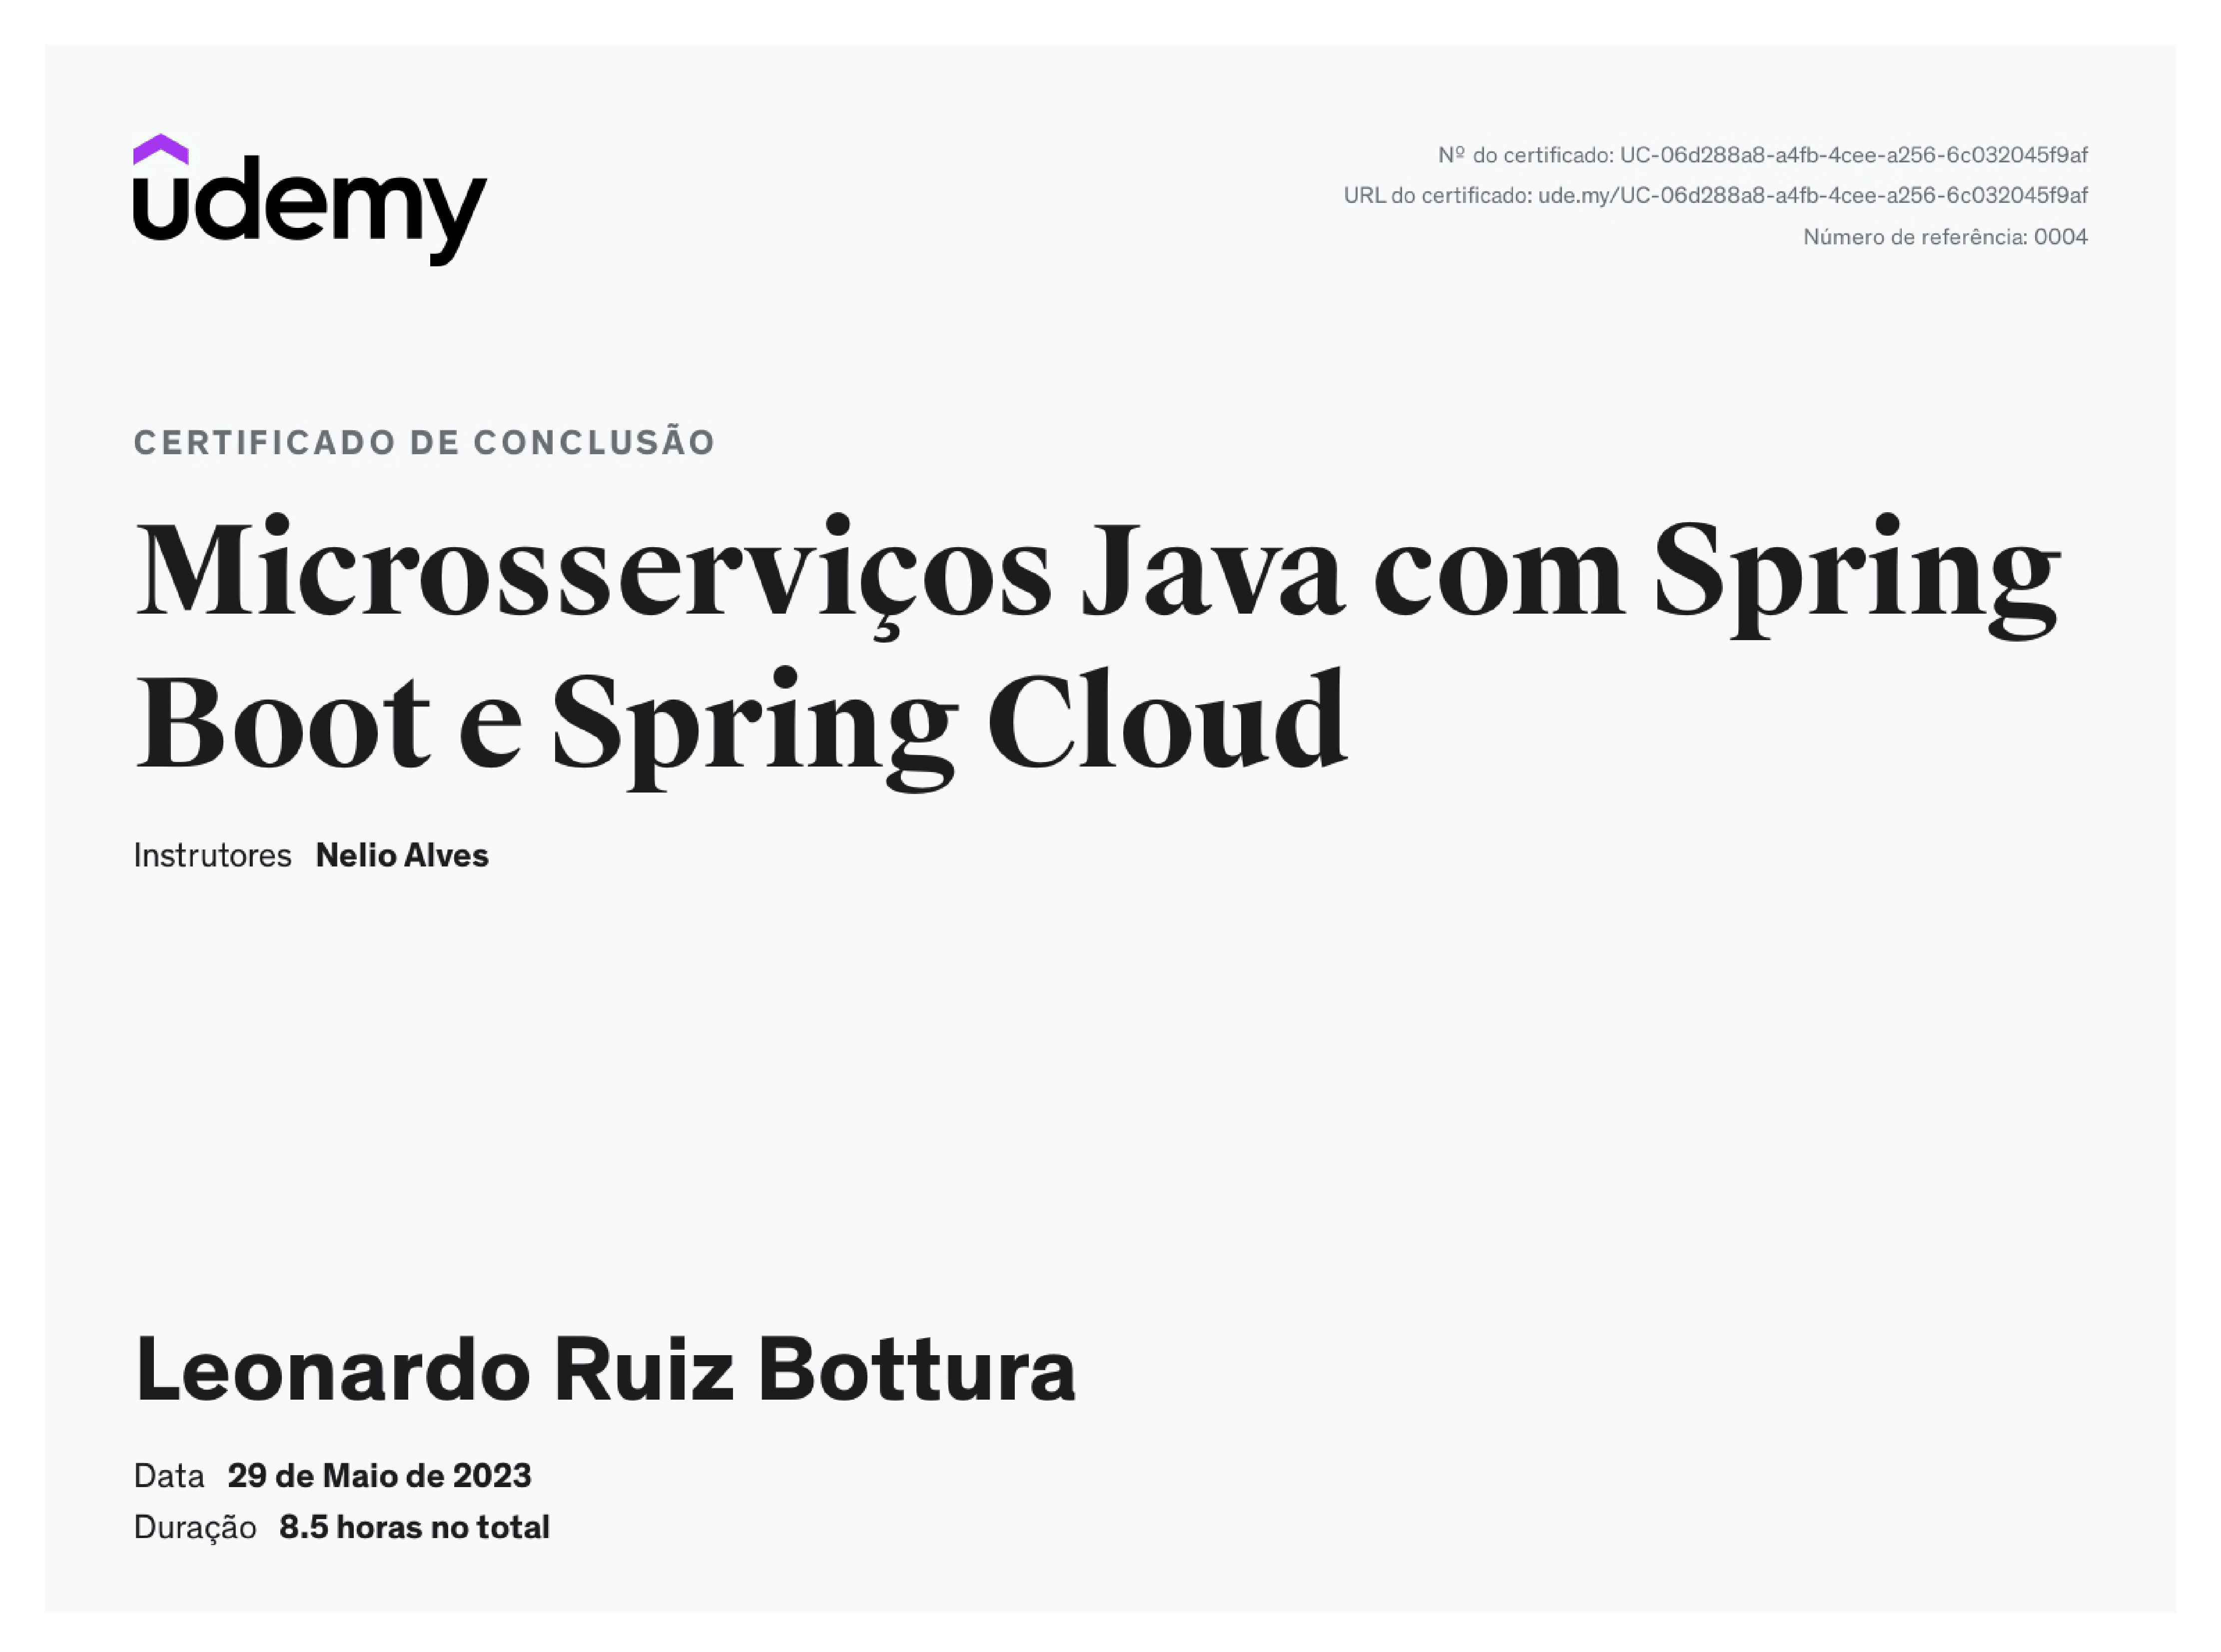 udemy
Nº do certificado: UC-06d288a8-a4fb-4cee-a256-6c032045f9af
URL do certificado: ude.my/UC-06d288a8-a4fb-4cee-a256-6c032045f9af
Número de referência: 0004
CERTIFICADO DE CONCLUSÃO
Microsserviços Java com Spring
Boot e Spring Cloud
Instrutores Nelio Alves
Leonardo Ruiz Bottura
Data 29 de Maio de 2023
Duração 8.5 horas no total